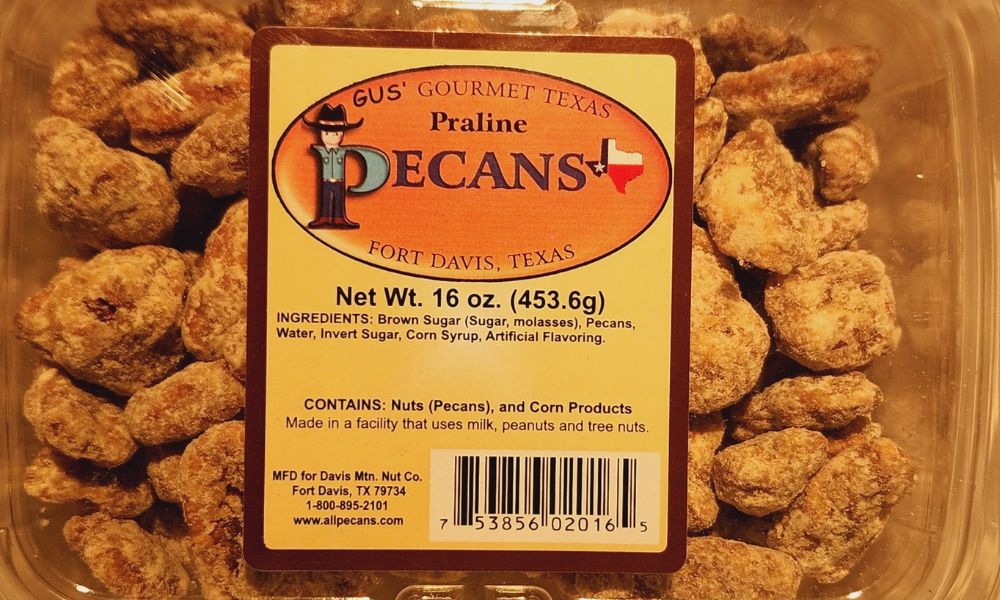 GUS' GOURMET TEXAS
Praline
PECANS
FORT DAVIS, TEXAS
Net Wt. 16 oz. (453.6g)
INGREDIENTS: Brown Sugar (Sugar, molasses), Pecans,
Water, Invert Sugar, Corn Syrup, Artificial Flavoring.
CONTAINS: Nuts (Pecans), and Corn Products
Made in a facility that uses milk, peanuts and tree nuts.
MFD for Davis Mtn. Nut Co.
Fort Davis, TX 79734
1-800-895-2101
www.allpecans.com
7 53856 02016 5